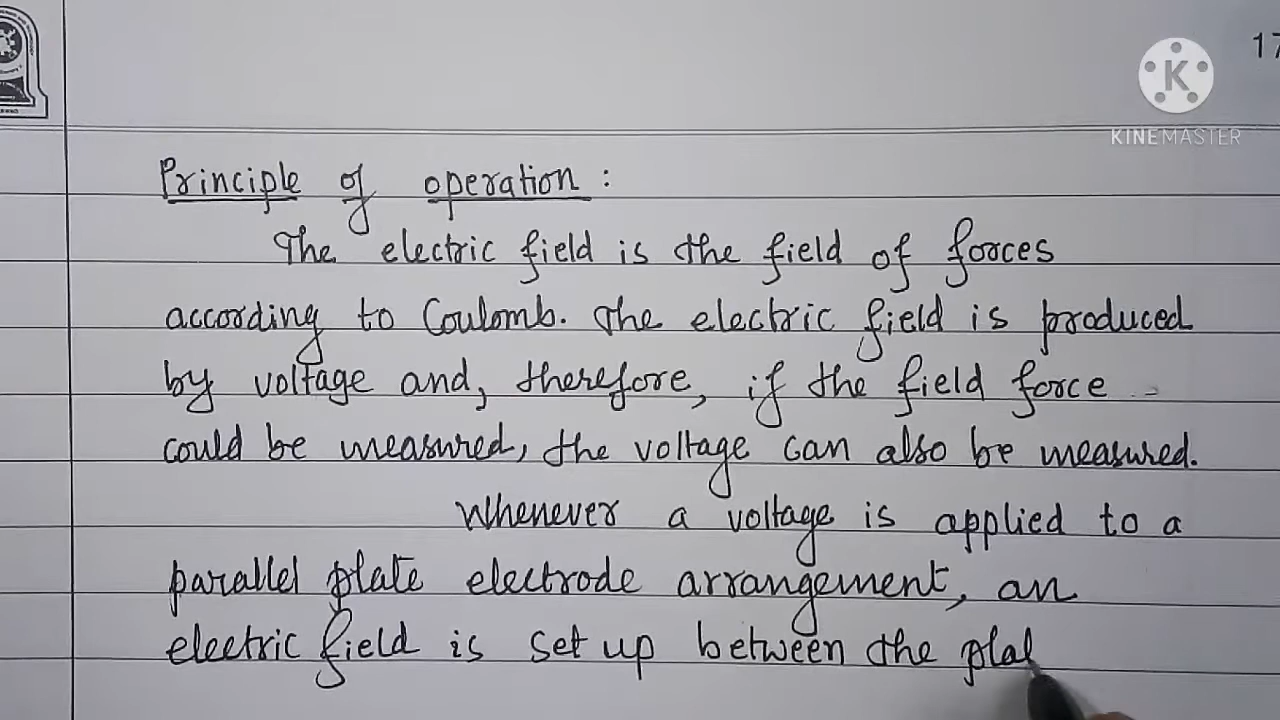 17
KINEMASTER
Principle of operation :
The electric field is the field of forces
according to Coulomb. The electric field is produced
by voltage and, therefore, if the field force
could be measured, the voltage can also be measured.
Whenever a voltage is applied to a
parallel plate electrode arrangement, an
electric field is set up between the plat